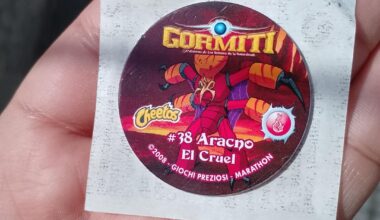 GORMITI
Cheetos
#38 Aracno
El Cruel
©2008 - GIOCHI PREZIOSI - MARATHON